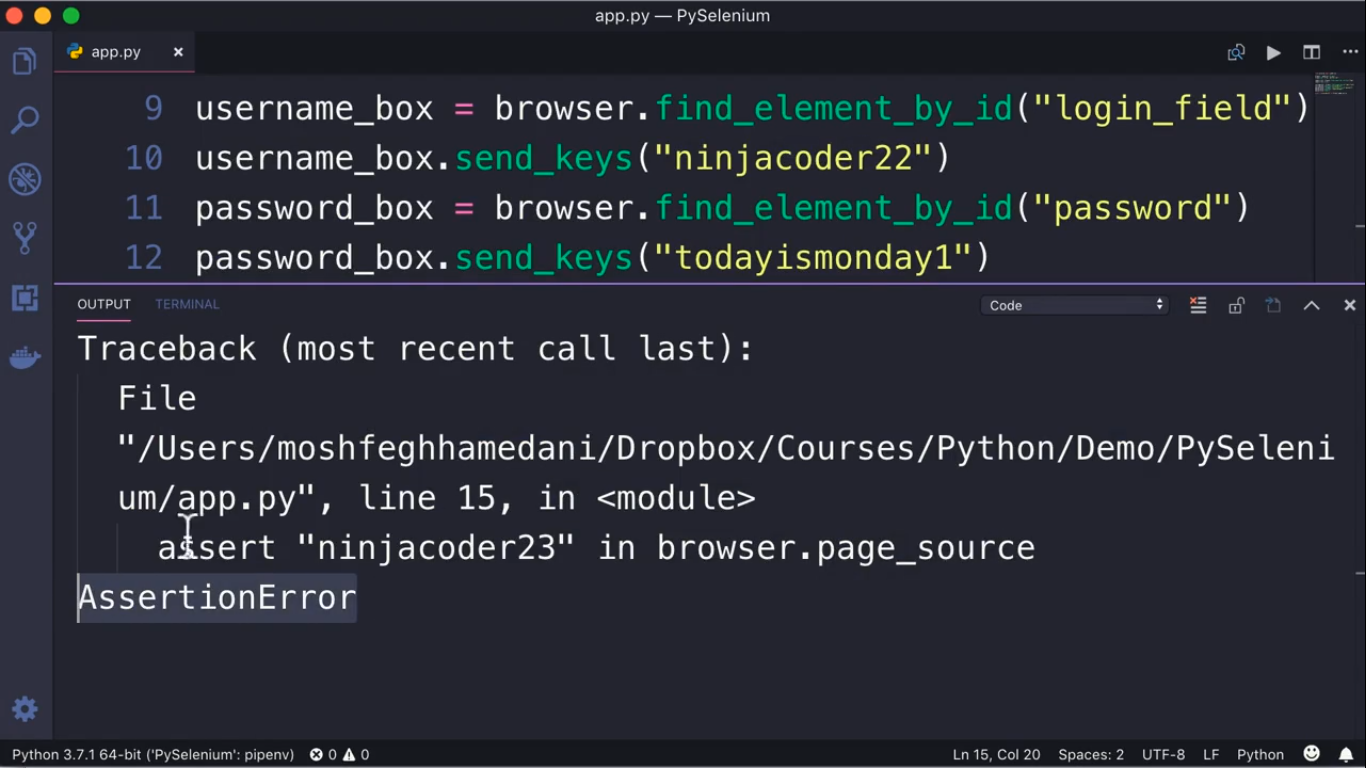 app.py — PySelenium
app.py
9 username_box = browser.find_element_by_id("login_field")
10 username_box.send_keys("ninjacoder22")
11 password_box = browser.find_element_by_id("password")
12 password_box.send_keys("todayismonday1")
OUTPUT TERMINAL Code
Traceback (most recent call last):
File
"/Users/moshfeghhamedani/Dropbox/Courses/Python/Demo/PySeleni
um/app.py", line 15, in <module>
assert "ninjacoder23" in browser.page_source
AssertionError
Python 3.7.1 64-bit ('PySelenium': pipenv) 0 0 Ln 15, Col 20 Spaces: 2 UTF-8 LF Python